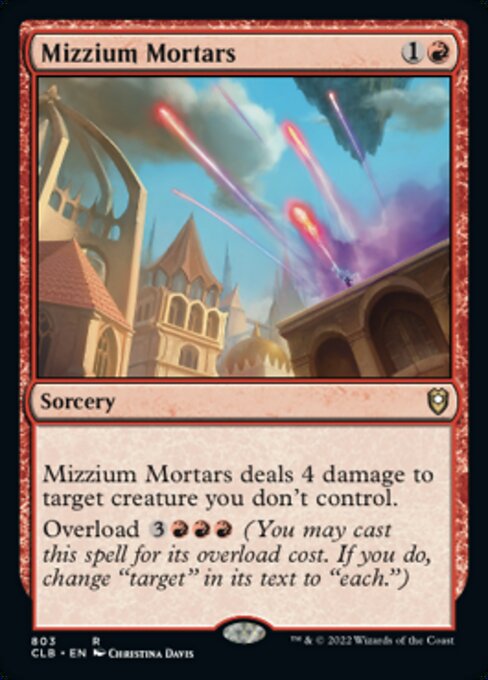 Mizzium Mortars 1
Sorcery
Mizzium Mortars deals 4 damage to
target creature you don't control.
Overload 3 (You may cast
this spell for its overload cost. If you do,
change "target" in its text to "each.")
803 R
CLB • EN Christina Davis
™ & © 2022 Wizards of the Coast